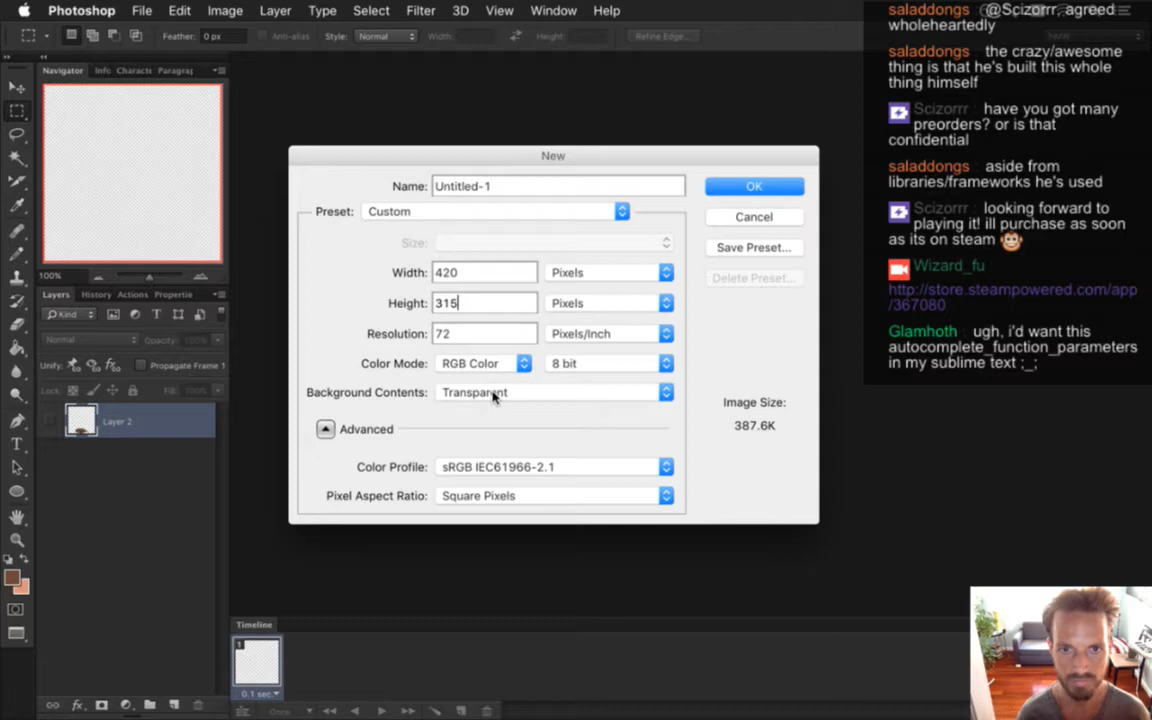 Photoshop File Edit Image Layer Type Select Filter 3D View Window Help
Feather: 0 px Anti-alias Style: Normal Width: Height: Refine Edge...
Navigator Info Charact Paragraj
100%
Layers History Actions Propertie
Kind
Normal Opacity: 100%
Unify: Propagate Frame 1
Lock: Fill: 100%
Layer 2
New
Name: Untitled-1
OK
Preset: Custom
Cancel
Size:
Save Preset...
Width: 420 Pixels
Delete Preset...
Height: 315 Pixels
Resolution: 72 Pixels/Inch
Color Mode: RGB Color 8 bit
Background Contents: Transparent
Image Size:
387.6K
Advanced
Color Profile: sRGB IEC61966-2.1
Pixel Aspect Ratio: Square Pixels
Timeline
1
0.1 sec.
Once
saladdongs @Scizorrr, agreed
wholeheartedly
saladdongs the crazy/awesome
thing is that he's built this whole
thing himself
Scizorrr: have you got many
preorders? or is that
confidential
saladdongs aside from
libraries/frameworks he's used
Scizorrr: looking forward to
playing it! ill purchase as soon
as its on steam
Wizard_fu
http://store.steampowered.com/app
/367080
Glamhoth ugh, i'd want this
autocomplete_function_parameters
in my sublime text ;_;